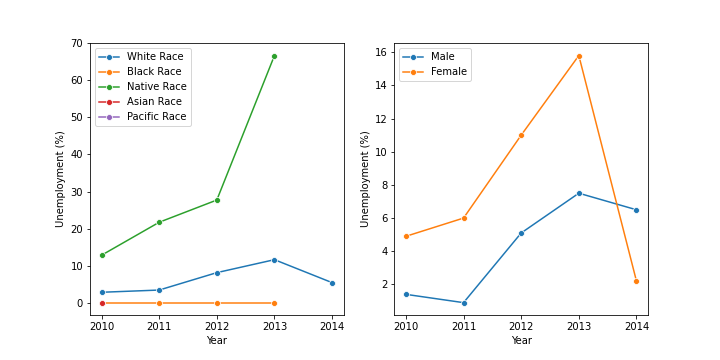 White Race
Black Race
Native Race
Asian Race
Pacific Race
70
60
50
40
30
20
10
0
Unemployment (%)
2010 2011 2012 2013 2014
Year
Male
Female
16
14
12
10
8
6
4
2
Unemployment (%)
2010 2011 2012 2013 2014
Year